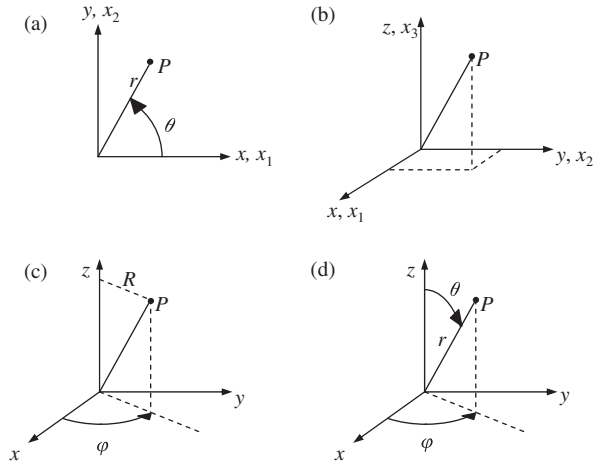 (a)
y, x₂
P
r
θ
x, x₁
(b)
z, x₃
P
y, x₂
x, x₁
(c)
z
R
P
y
x
φ
(d)
z
θ
P
r
y
x
φ